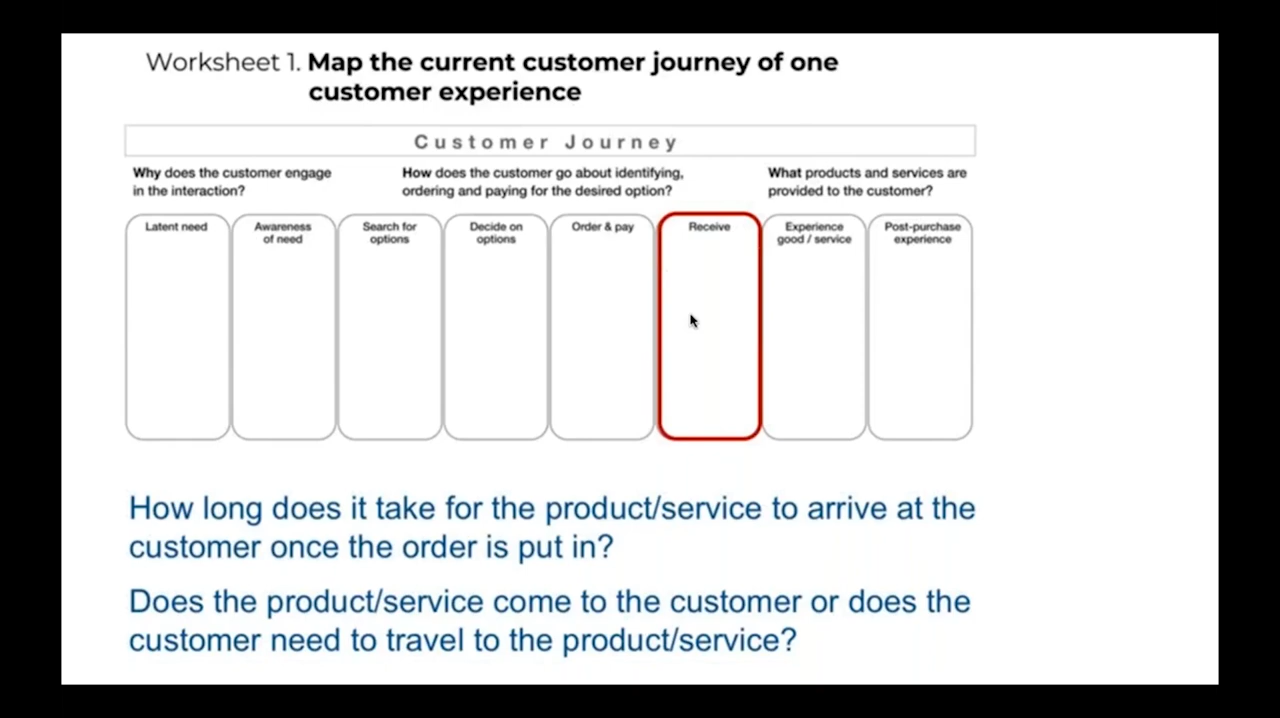 Worksheet 1. Map the current customer journey of one
customer experience
Customer Journey
Why does the customer engage
in the interaction?
How does the customer go about identifying,
ordering and paying for the desired option?
What products and services are
provided to the customer?
Latent need
Awareness
of need
Search for
options
Decide on
options
Order & pay
Receive
Experience
good / service
Post-purchase
experience
How long does it take for the product/service to arrive at the
customer once the order is put in?
Does the product/service come to the customer or does the
customer need to travel to the product/service?